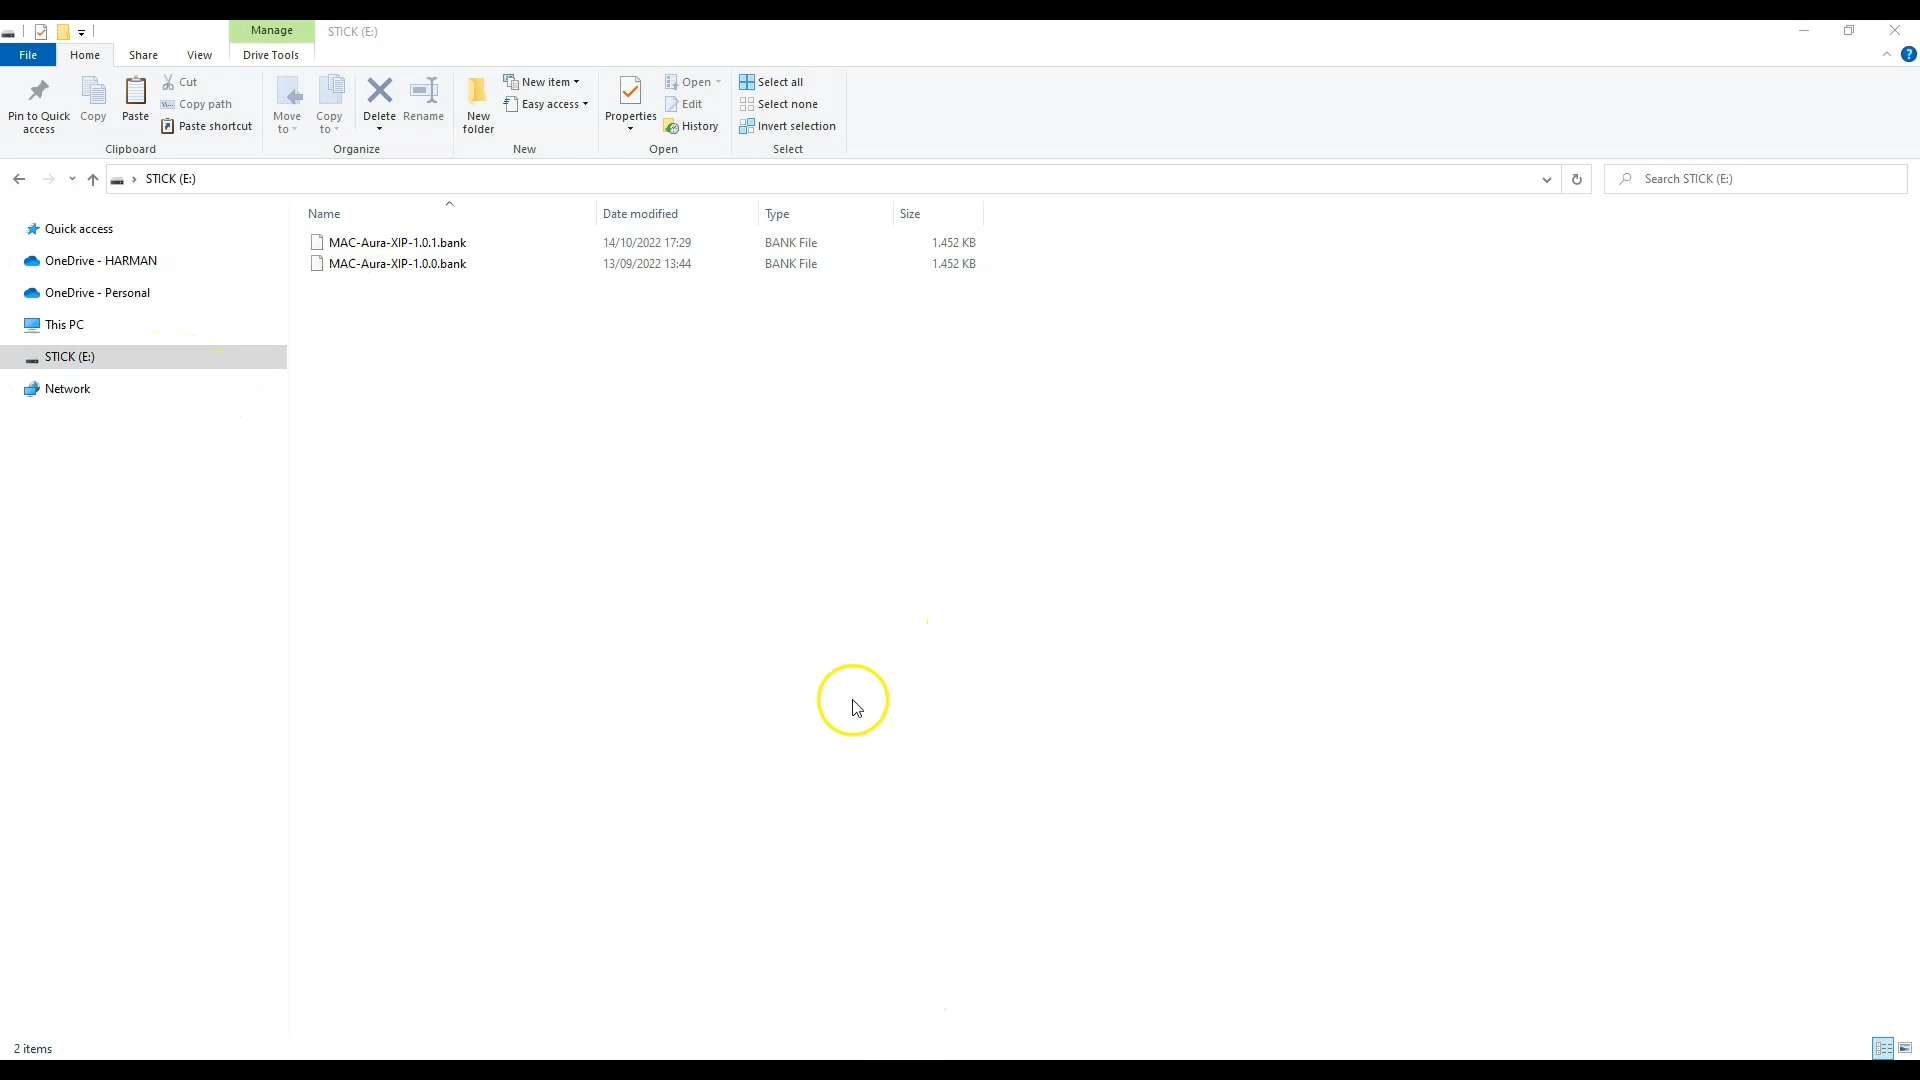 Manage STICK (E:)
File Home Share View Drive Tools
Pin to Quick access
Copy
Paste
Cut
Copy path
Paste shortcut
Clipboard
Move to
Copy to
Delete
Rename
Organize
New folder
New item
Easy access
New
Properties
Open
Edit
History
Open
Select all
Select none
Invert selection
Select
STICK (E:)
Search STICK (E:)
Quick access
OneDrive - HARMAN
OneDrive - Personal
This PC
STICK (E:)
Network
Name Date modified Type Size
MAC-Aura-XIP-1.0.1.bank 14/10/2022 17:29 BANK File 1.452 KB
MAC-Aura-XIP-1.0.0.bank 13/09/2022 13:44 BANK File 1.452 KB
2 items